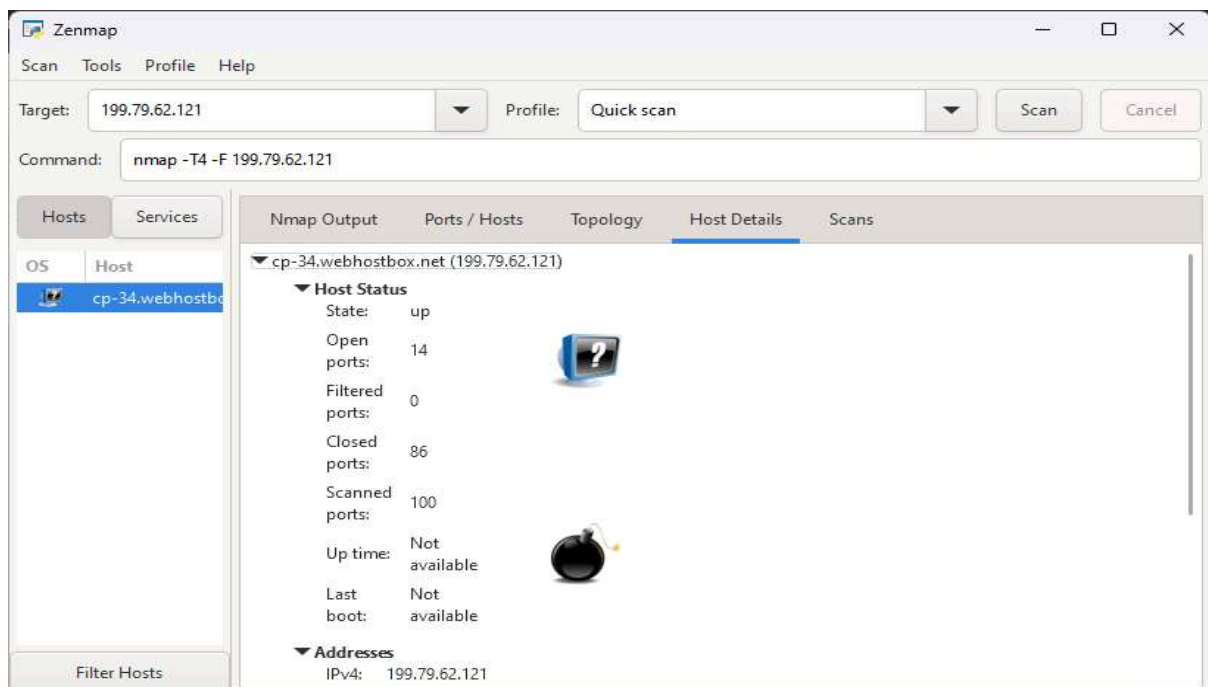 Zenmap
Scan Tools Profile Help
Target: 199.79.62.121 Profile: Quick scan Scan Cancel
Command: nmap -T4 -F 199.79.62.121
Hosts Services
Nmap Output Ports / Hosts Topology Host Details Scans
OS Host
cp-34.webhostbo
cp-34.webhostbox.net (199.79.62.121)
Host Status
State: up
Open
ports: 14
Filtered
ports: 0
Closed
ports: 86
Scanned
ports: 100
Up time: Not
available
Last
boot: Not
available
Addresses
IPv4: 199.79.62.121
Filter Hosts